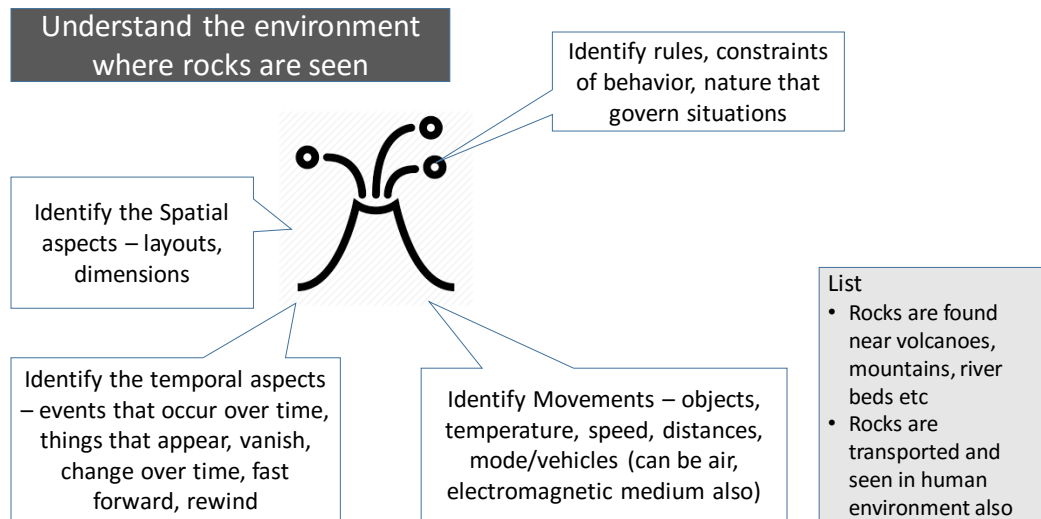 Understand the environment
where rocks are seen
Identify rules, constraints
of behavior, nature that
govern situations
Identify the Spatial
aspects – layouts,
dimensions
Identify the temporal aspects
– events that occur over time,
things that appear, vanish,
change over time, fast
forward, rewind
Identify Movements – objects,
temperature, speed, distances,
mode/vehicles (can be air,
electromagnetic medium also)
List
• Rocks are found
near volcanoes,
mountains, river
beds etc
• Rocks are
transported and
seen in human
environment also